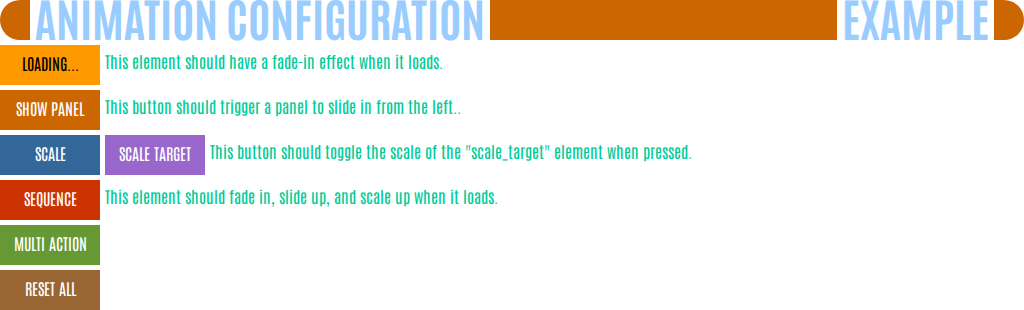 ANIMATION CONFIGURATION EXAMPLE
LOADING... This element should have a fade-in effect when it loads.
SHOW PANEL This button should trigger a panel to slide in from the left..
SCALE SCALE TARGET This button should toggle the scale of the "scale_target" element when pressed.
SEQUENCE This element should fade in, slide up, and scale up when it loads.
MULTI ACTION
RESET ALL